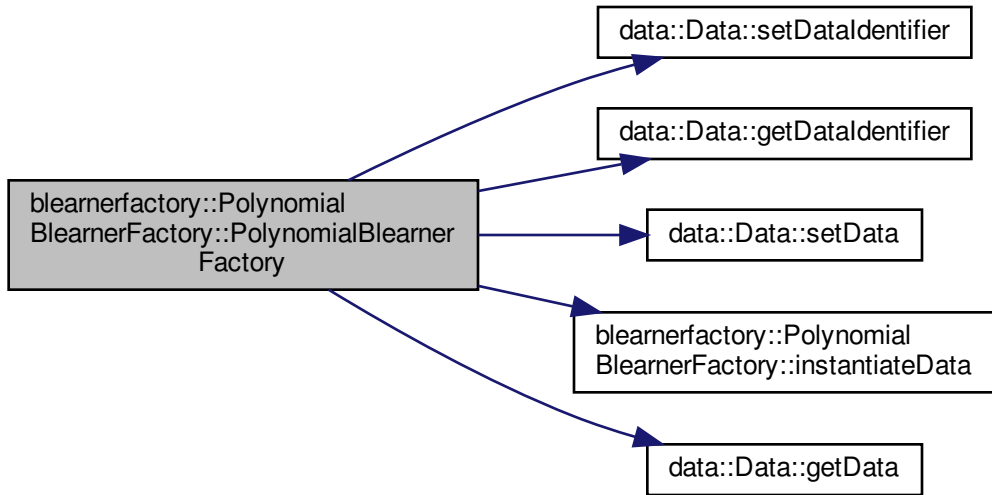 data::Data::setDataIdentifier
data::Data::getDataIdentifier
blearnerfactory::Polynomial
BlearnerFactory::PolynomialBlearner
Factory
data::Data::setData
blearnerfactory::Polynomial
BlearnerFactory::instantiateData
data::Data::getData